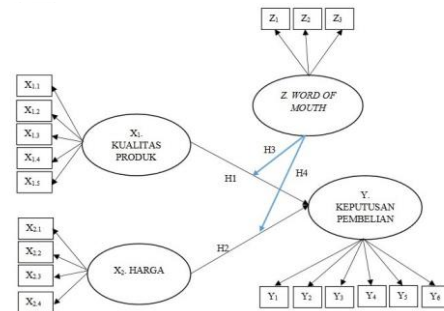 Z1 Z2 Z3
Z. WORD OF
MOUTH
X1.1
X1.2
X1.3
X1.4
X1.5
X1.
KUALITAS
PRODUK
H3
H1
H4
Y.
KEPUTUSAN
PEMBELIAN
X2.1
X2.2
X2.3
X2.4
X2. HARGA
H2
Y1 Y2 Y3 Y4 Y5 Y6